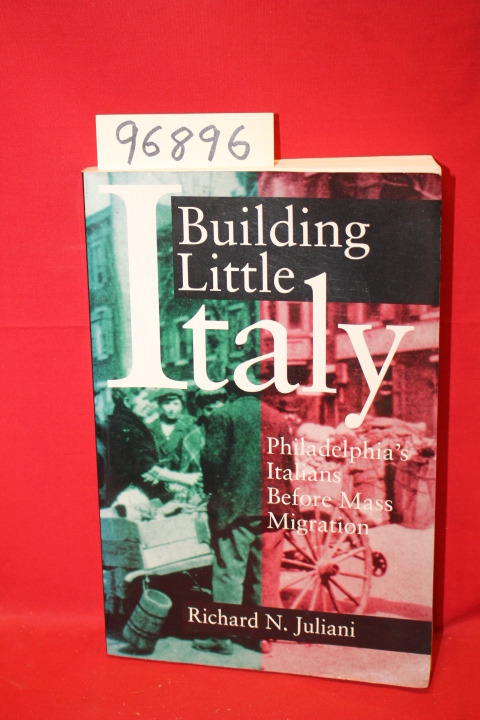 96896
Building
Little
Italy
Philadelphia's
Italians
Before Mass
Migration
Richard N. Juliani